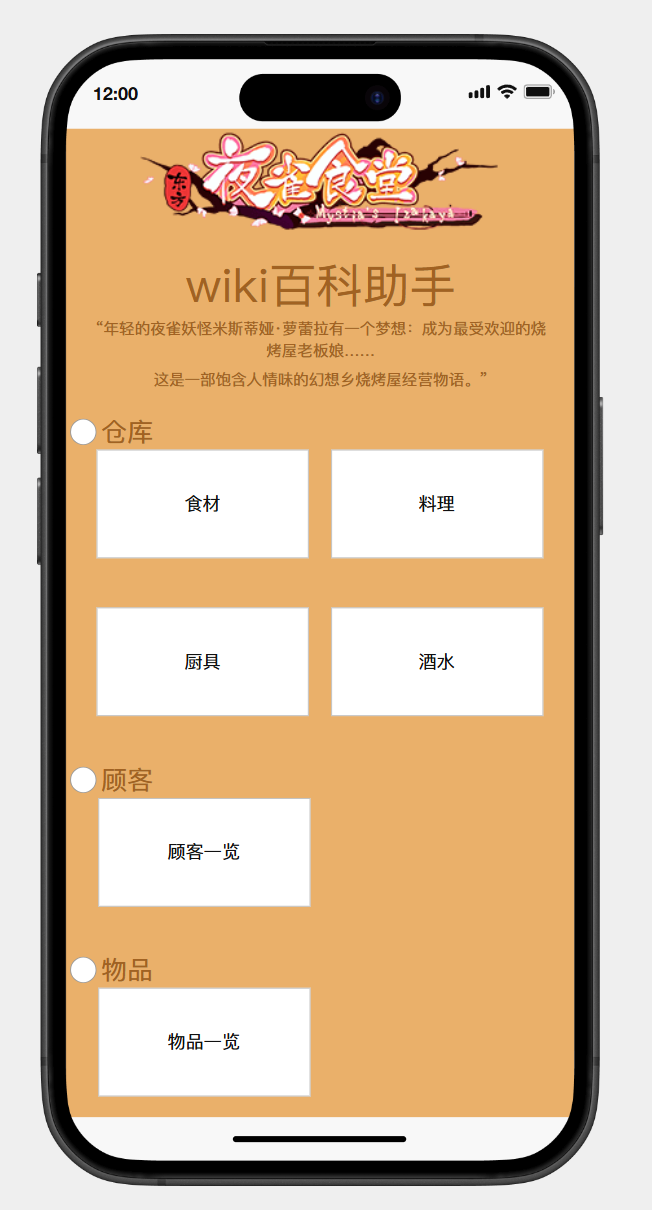 12:00
东方
夜雀食堂
Mystia's Izakaya
wiki百科助手
“年轻的夜雀妖怪米斯蒂娅·萝蕾拉有一个梦想：成为最受欢迎的烧
烤屋老板娘……
这是一部饱含人情味的幻想乡烧烤屋经营物语。”
仓库
食材
料理
厨具
酒水
顾客
顾客一览
物品
物品一览